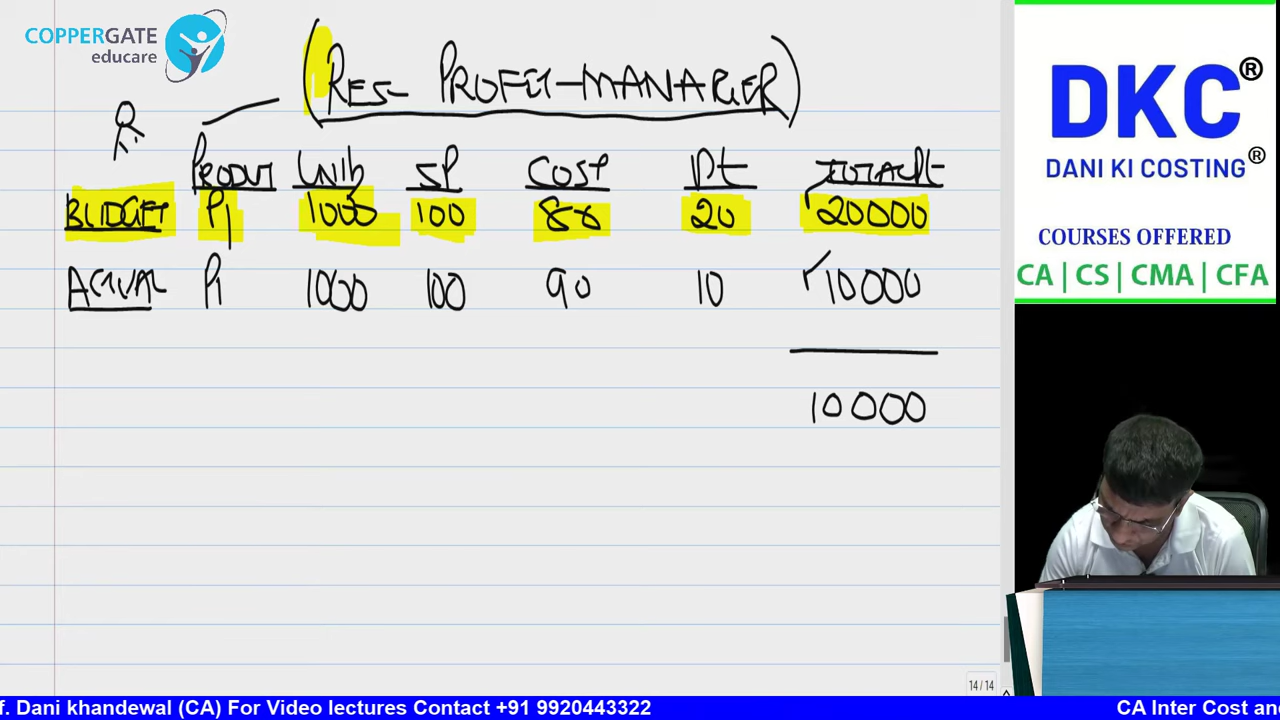 COPPERGATE
educare
(RES- PROFIT-MANAGER)
PRODUT Units SP COST Pt TOTAL Pt
BUDGET P1 1000 100 80 20 20000
ACTUAL P1 1000 100 90 10 10000
10000
DKC®
DANI KI COSTING®
COURSES OFFERED
CA | CS | CMA | CFA
14 / 14
f. Dani khandewal (CA) For Video lectures Contact +91 9920443322
CA Inter Cost and